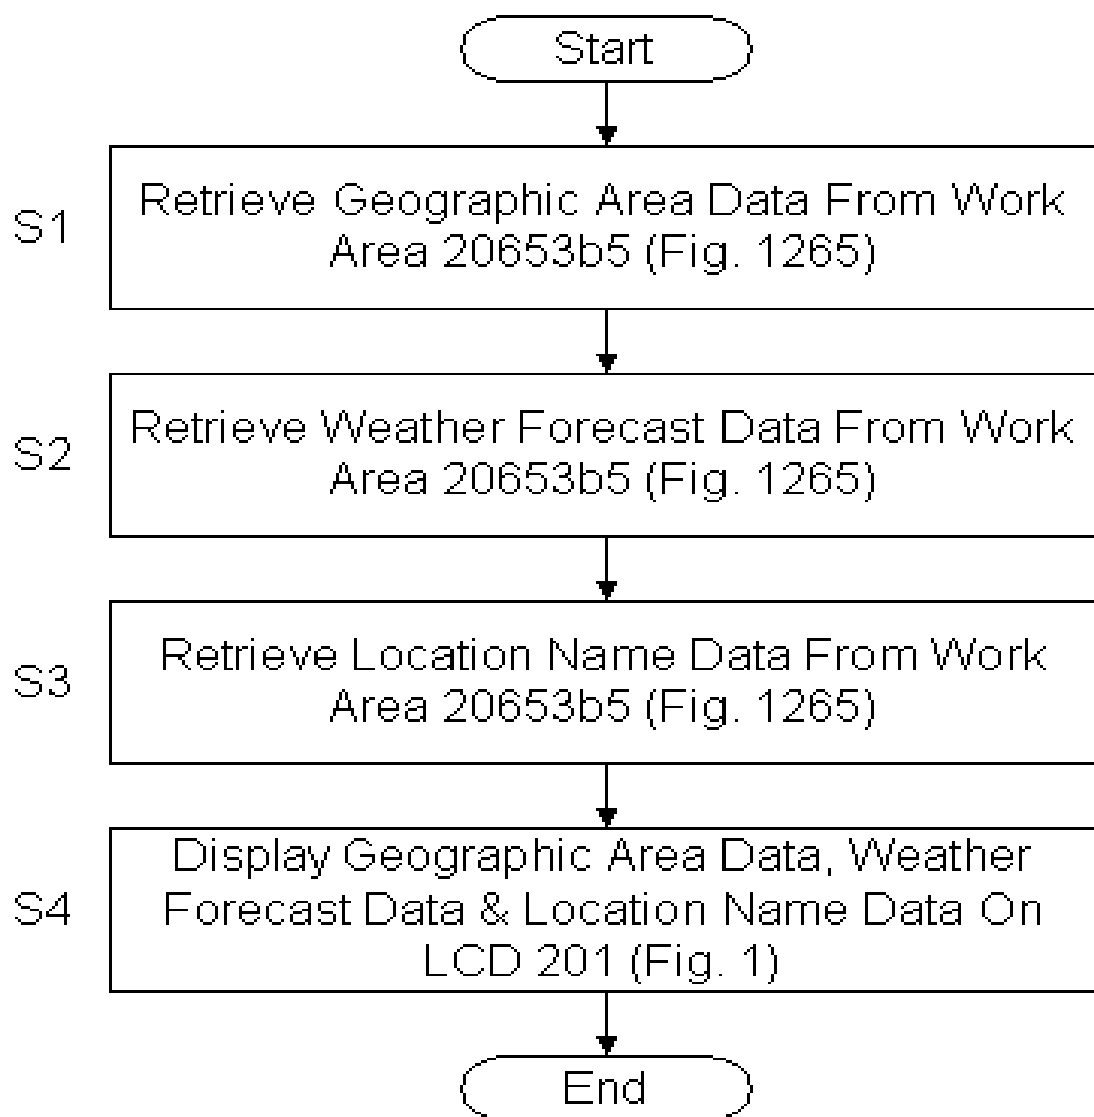 Start
S1
Retrieve Geographic Area Data From Work
Area 20653b5 (Fig. 1265)
S2
Retrieve Weather Forecast Data From Work
Area 20653b5 (Fig. 1265)
S3
Retrieve Location Name Data From Work
Area 20653b5 (Fig. 1265)
S4
Display Geographic Area Data, Weather
Forecast Data & Location Name Data On
LCD 201 (Fig. 1)
End